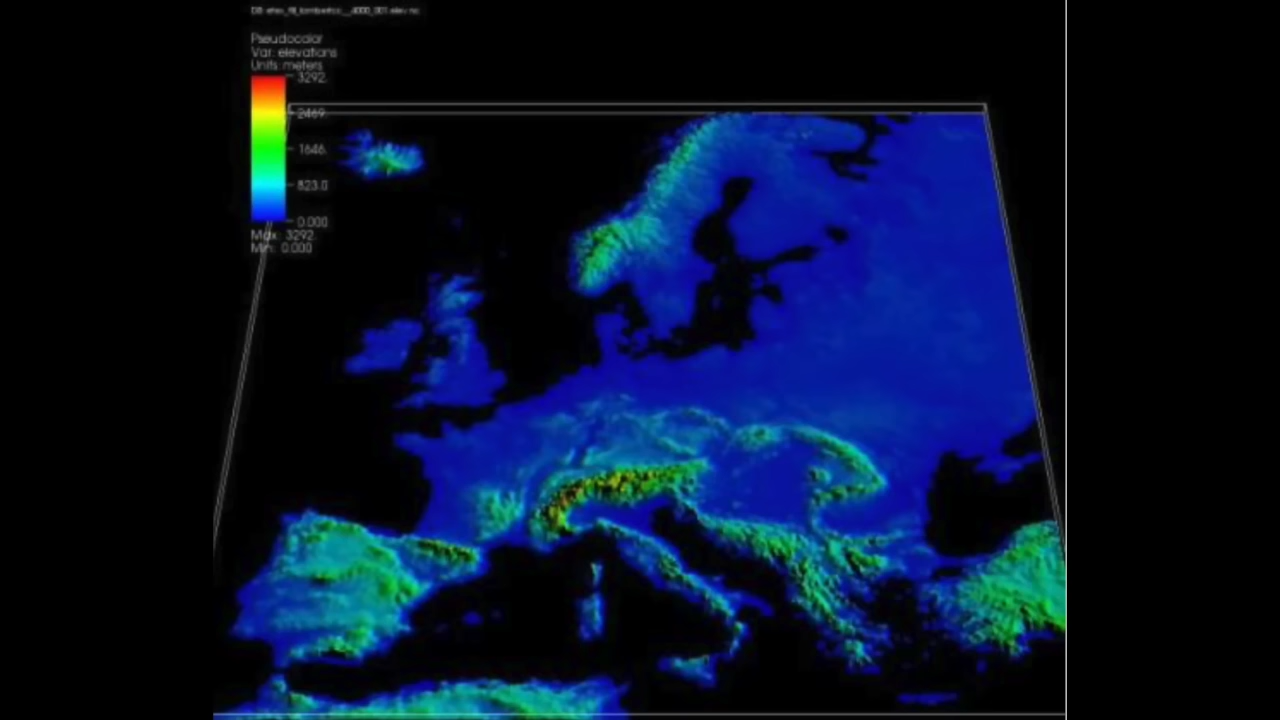 Pseudocolor
Var: elevations
Units: meters
3292.
2469.
1646.
823.0
0.000
Max: 3292.
Min: 0.000